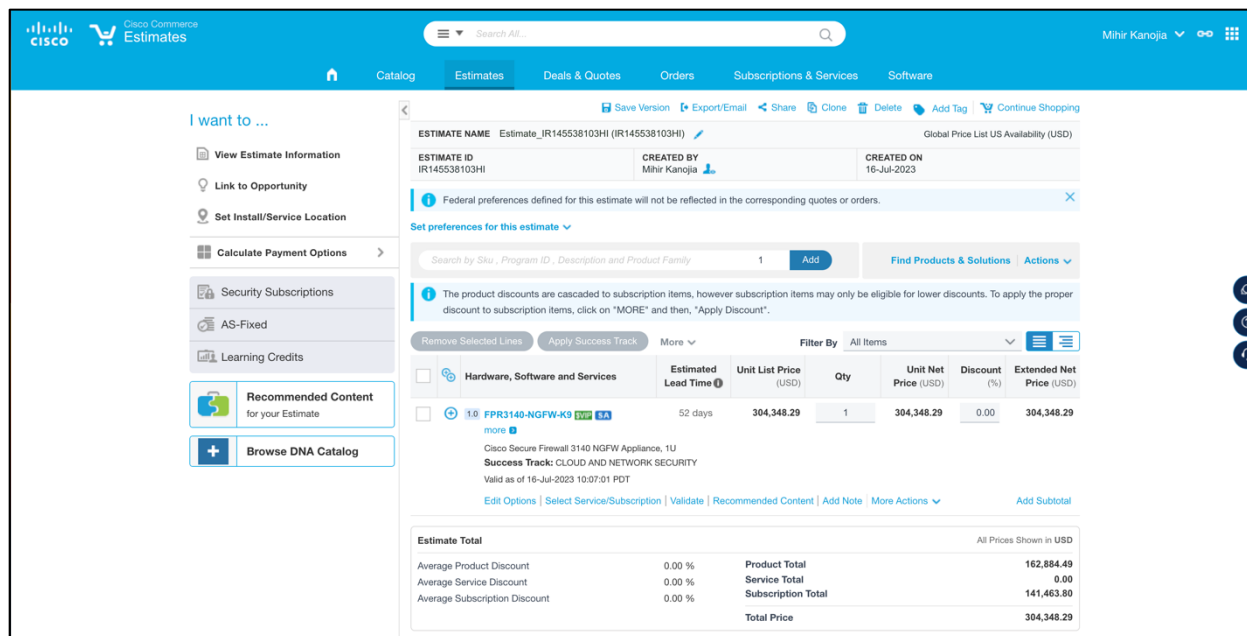 CISCO
Cisco Commerce
Estimates
Search All...
Mihir Kanojia
Catalog Estimates Deals & Quotes Orders Subscriptions & Services Software
I want to ...
View Estimate Information
Link to Opportunity
Set Install/Service Location
Calculate Payment Options
Security Subscriptions
AS-Fixed
Learning Credits
Recommended Content
for your Estimate
Browse DNA Catalog
Save Version Export/Email Share Clone Delete Add Tag Continue Shopping
ESTIMATE NAME Estimate_IR145538103HI (IR145538103HI) Global Price List US Availability (USD)
ESTIMATE ID CREATED BY CREATED ON
IR145538103HI Mihir Kanojia 16-Jul-2023
Federal preferences defined for this estimate will not be reflected in the corresponding quotes or orders.
Set preferences for this estimate
Search by Sku , Program ID , Description and Product Family 1 Add Find Products & Solutions Actions
The product discounts are cascaded to subscription items, however subscription items may only be eligible for lower discounts. To apply the proper
discount to subscription items, click on "MORE" and then, "Apply Discount".
Remove Selected Lines Apply Success Track More Filter By All Items
Hardware, Software and Services Estimated Lead Time Unit List Price (USD) Qty Unit Net Price (USD) Discount (%) Extended Net Price (USD)
1.0 FPR3140-NGFW-K9 $VIP SA 52 days 304,348.29 1 304,348.29 0.00 304,348.29
more
Cisco Secure Firewall 3140 NGFW Appliance, 1U
Success Track: CLOUD AND NETWORK SECURITY
Valid as of 16-Jul-2023 10:07:01 PDT
Edit Options Select Service/Subscription Validate Recommended Content Add Note More Actions Add Subtotal
Estimate Total All Prices Shown in USD
Average Product Discount 0.00 % Product Total 162,884.49
Average Service Discount 0.00 % Service Total 0.00
Average Subscription Discount 0.00 % Subscription Total 141,463.80
Total Price 304,348.29